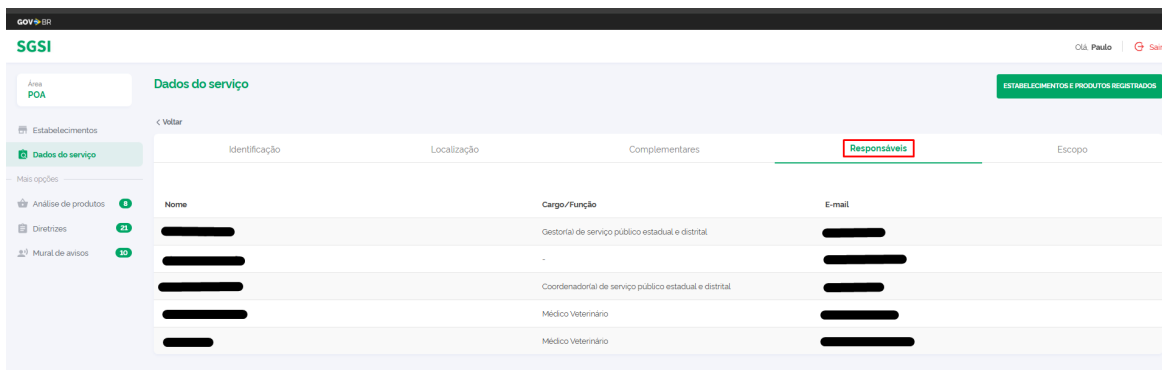 GOV BR
SGSI
Olá, Paulo
Sair
Área
POA
Dados do serviço
ESTABELECIMENTOS E PRODUTOS REGISTRADOS
< Voltar
Estabelecimentos
Dados do serviço
Mais opções
Análise de produtos 8
Diretrizes 21
Mural de avisos 10
Identificação Localização Complementares Responsáveis Escopo
Nome Cargo/Função E-mail
Gestor(a) de serviço público estadual e distrital
-
Coordenador(a) de serviço público estadual e distrital
Médico Veterinário
Médico Veterinário